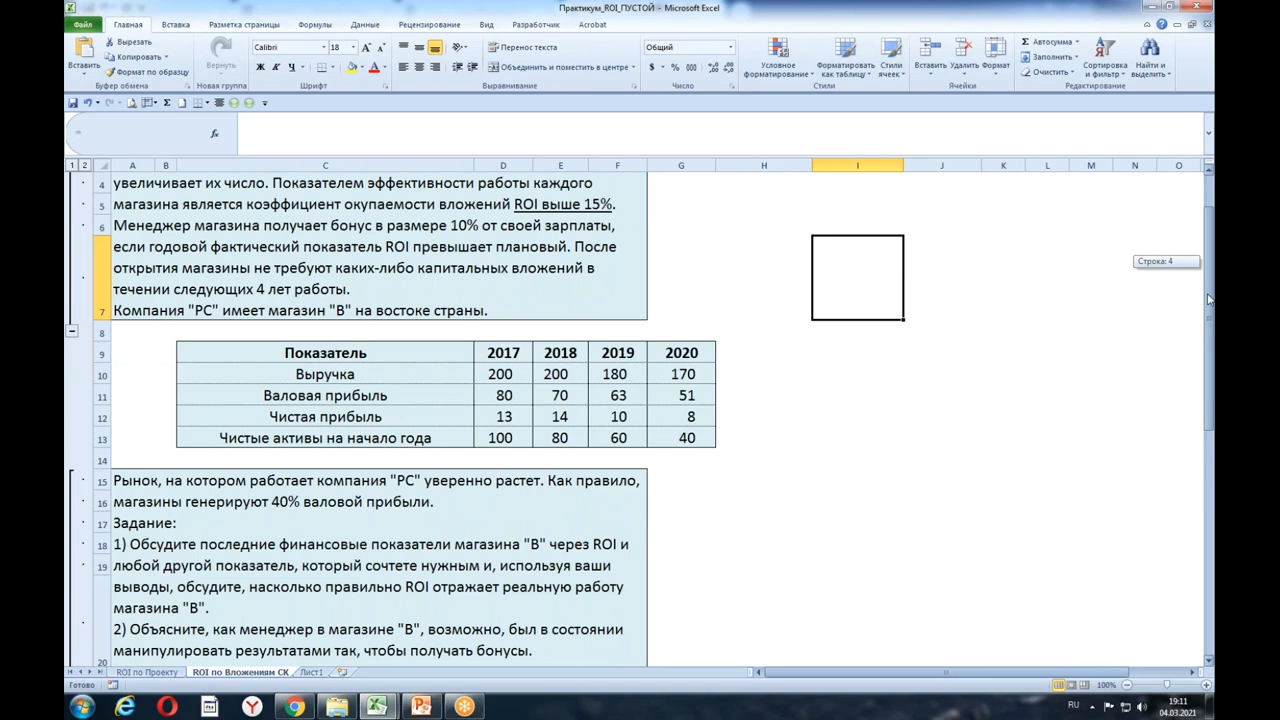 Практикум_ROI_ПУСТОЙ - Microsoft Excel
Файл Главная Вставка Разметка страницы Формулы Данные Рецензирование Вид Разработчик Acrobat
Вставить
Вырезать
Копировать
Формат по образцу
Буфер обмена
Вернуть
Новая группа
Calibri 18
Ж К Ч
Шрифт
Перенос текста
Объединить и поместить в центре
Выравнивание
Общий
Число
Условное форматирование
Форматировать как таблицу
Стили ячеек
Стили
Вставить Удалить Формат
Ячейки
Автосумма
Заполнить
Очистить
Сортировка и фильтр
Найти и выделить
Редактирование
fx
1 2 A B C D E F G H I J K L M N O
4 увеличивает их число. Показателем эффективности работы каждого
5 магазина является коэффициент окупаемости вложений ROI выше 15%.
6 Менеджер магазина получает бонус в размере 10% от своей зарплаты,
если годовой фактический показатель ROI превышает плановый. После
открытия магазины не требуют каких-либо капитальных вложений в
течении следующих 4 лет работы.
7 Компания "РС" имеет магазин "В" на востоке страны.
Строка: 4
8
9 Показатель 2017 2018 2019 2020
10 Выручка 200 200 180 170
11 Валовая прибыль 80 70 63 51
12 Чистая прибыль 13 14 10 8
13 Чистые активы на начало года 100 80 60 40
14
15 Рынок, на котором работает компания "РС" уверенно растет. Как правило,
16 магазины генерируют 40% валовой прибыли.
17 Задание:
18 1) Обсудите последние финансовые показатели магазина "В" через ROI и
19 любой другой показатель, который сочтете нужным и, используя ваши
выводы, обсудите, насколько правильно ROI отражает реальную работу
магазина "В".
2) Объясните, как менеджер в магазине "В", возможно, был в состоянии
20 манипулировать результатами так, чтобы получать бонусы.
ROI по Проекту ROI по Вложениям СК Лист1
Готово 100%
RU 19:11
04.03.2021